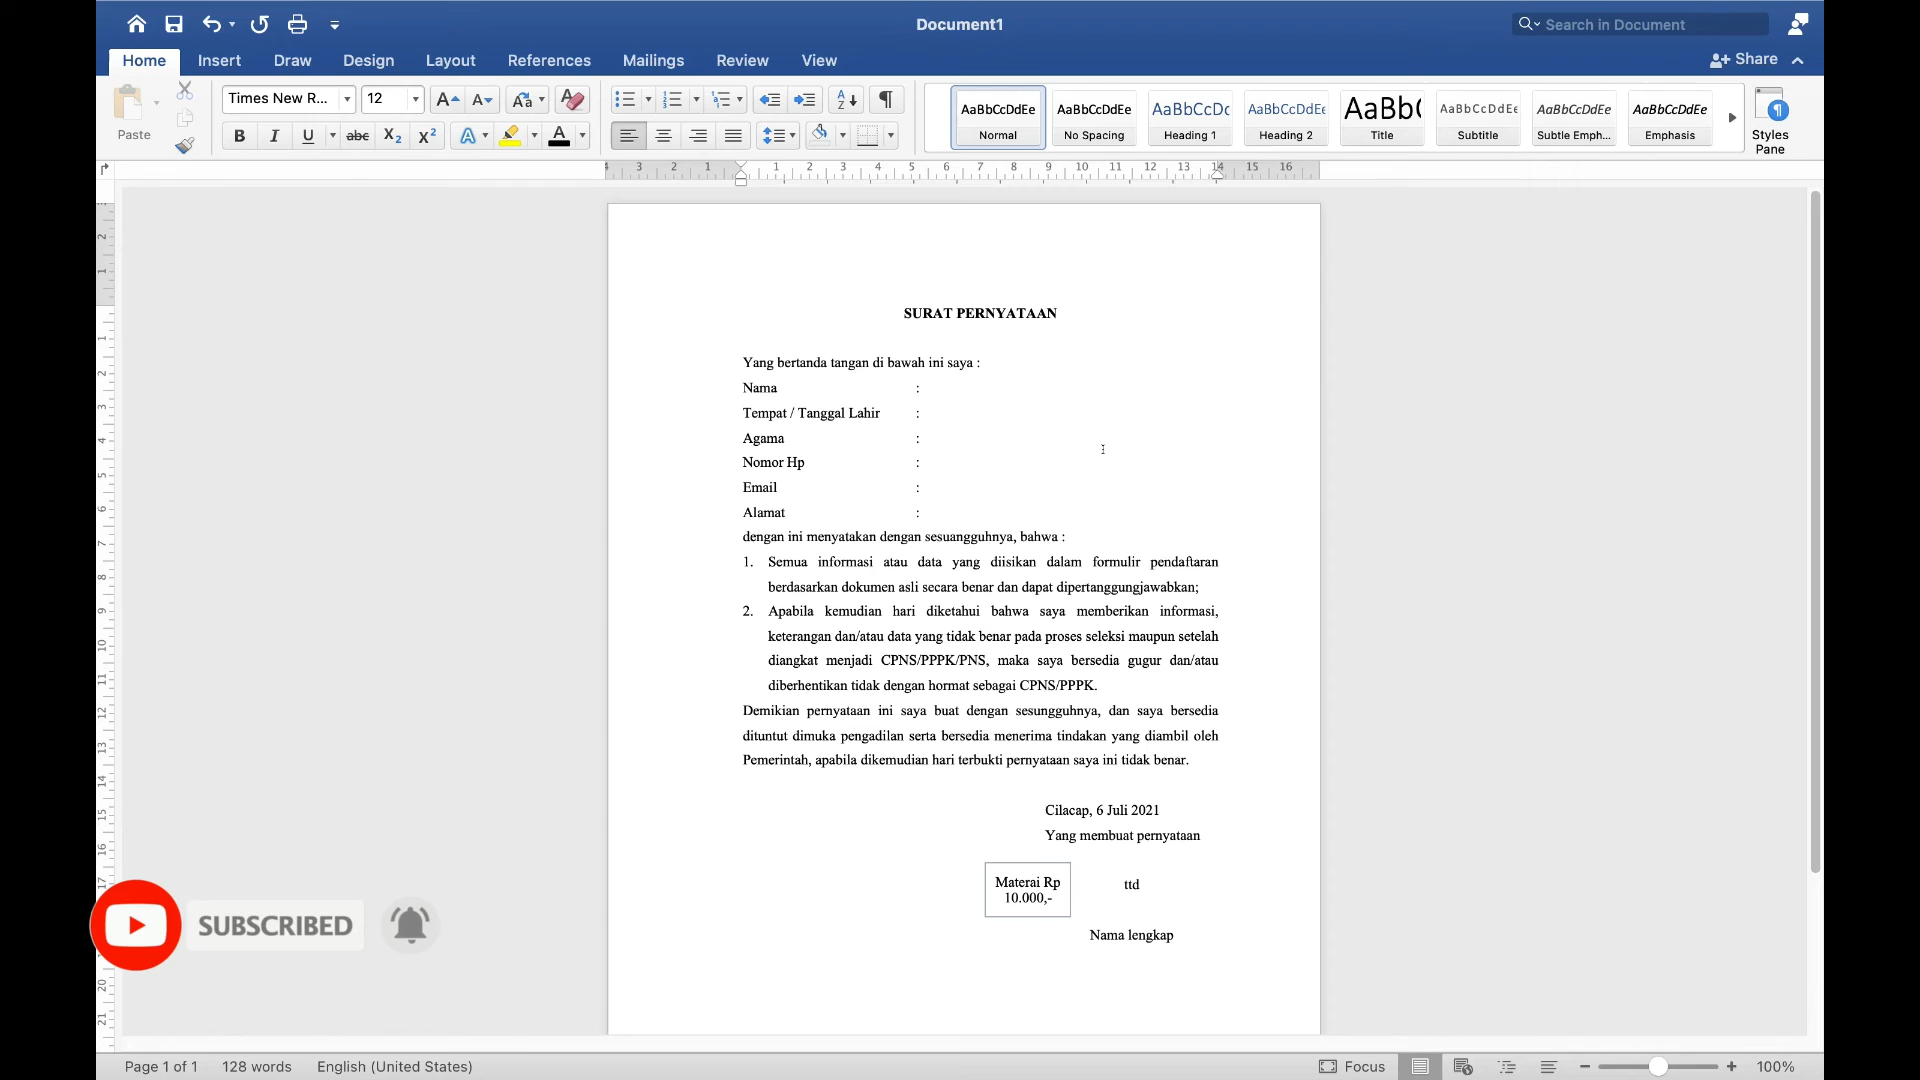 Document1
Search in Document
Home Insert Draw Design Layout References Mailings Review View
Share
Paste
Times New R... 12
AaBbCcDdEe AaBbCcDdEe AaBbCcDc AaBbCcDdEe AaBb( AaBbCcDdEe AaBbCcDdEe AaBbCcDdEe
Normal No Spacing Heading 1 Heading 2 Title Subtitle Subtle Emph... Emphasis
Styles
Pane
SURAT PERNYATAAN
Yang bertanda tangan di bawah ini saya :
Nama :
Tempat / Tanggal Lahir :
Agama :
Nomor Hp :
Email :
Alamat :
dengan ini menyatakan dengan sesuangguhnya, bahwa :
1. Semua informasi atau data yang diisikan dalam formulir pendaftaran
berdasarkan dokumen asli secara benar dan dapat dipertanggungjawabkan;
2. Apabila kemudian hari diketahui bahwa saya memberikan informasi,
keterangan dan/atau data yang tidak benar pada proses seleksi maupun setelah
diangkat menjadi CPNS/PPPK/PNS, maka saya bersedia gugur dan/atau
diberhentikan tidak dengan hormat sebagai CPNS/PPPK.
Demikian pernyataan ini saya buat dengan sesungguhnya, dan saya bersedia
dituntut dimuka pengadilan serta bersedia menerima tindakan yang diambil oleh
Pemerintah, apabila dikemudian hari terbukti pernyataan saya ini tidak benar.
Cilacap, 6 Juli 2021
Yang membuat pernyataan
Materai Rp
10.000,-
ttd
Nama lengkap
SUBSCRIBED
Page 1 of 1 128 words English (United States) Focus 100%